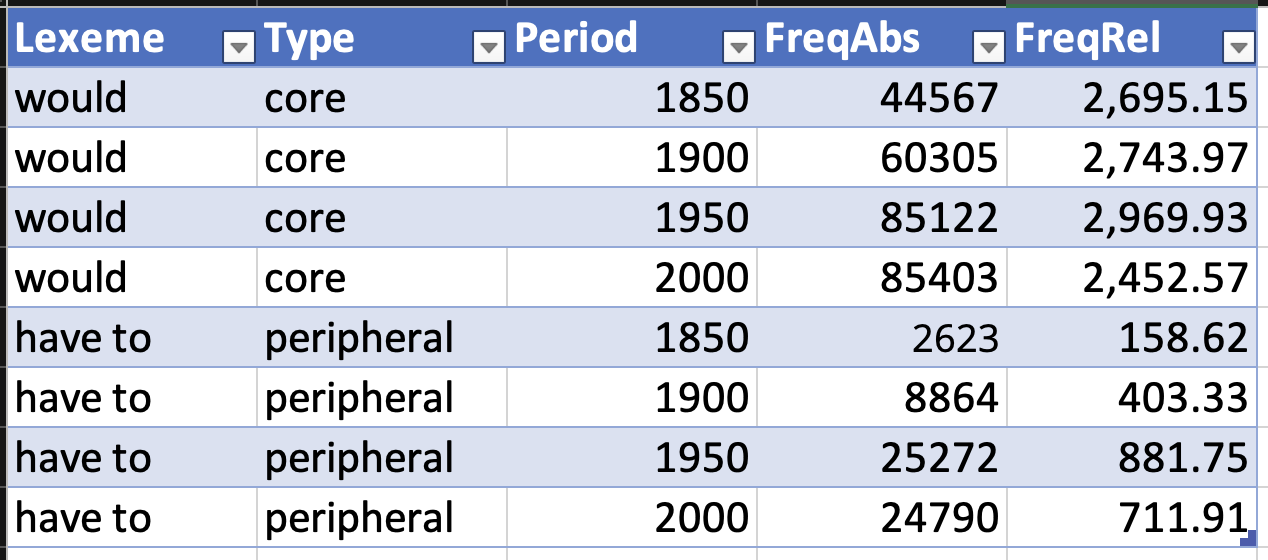 Lexeme Type Period FreqAbs FreqRel
would core 1850 44567 2,695.15
would core 1900 60305 2,743.97
would core 1950 85122 2,969.93
would core 2000 85403 2,452.57
have to peripheral 1850 2623 158.62
have to peripheral 1900 8864 403.33
have to peripheral 1950 25272 881.75
have to peripheral 2000 24790 711.91